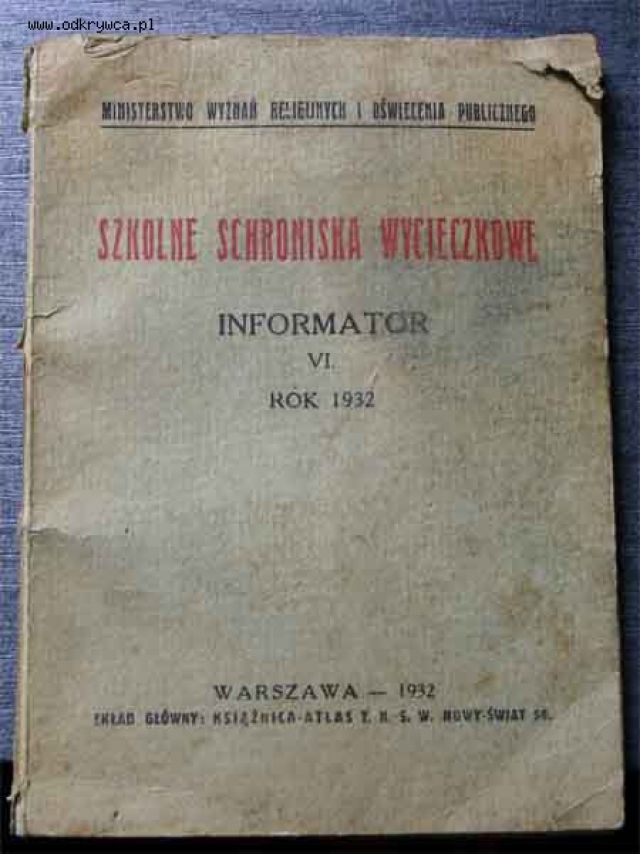 www.odkrywca.pl
MINISTERSTWO WYZNAŃ RELIGIJNYCH I OŚWIECENIA PUBLICZNEGO
SZKOLNE SCHRONISKA WYCIECZKOWE
INFORMATOR
VI.
ROK 1932
WARSZAWA — 1932
SKŁAD GŁÓWNY: KSIĄŻNICA-ATLAS T. N. S. W. NOWY-ŚWIAT 59.